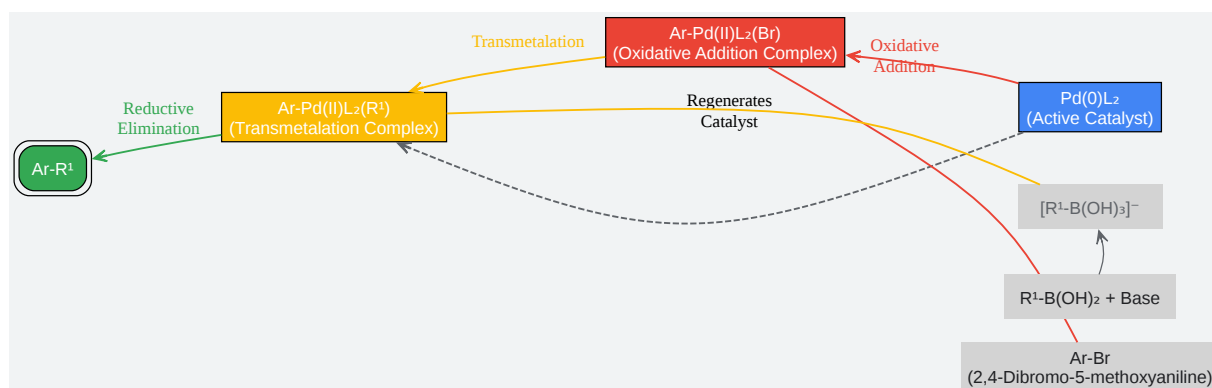 Ar-Pd(II)L₂(Br)
(Oxidative Addition Complex)
Transmetalation
Oxidative
Addition
Pd(0)L₂
(Active Catalyst)
Ar-Pd(II)L₂(R¹)
(Transmetalation Complex)
Regenerates
Catalyst
Reductive
Elimination
Ar-R¹
[R¹-B(OH)₃]⁻
R¹-B(OH)₂ + Base
Ar-Br
(2,4-Dibromo-5-methoxyaniline)